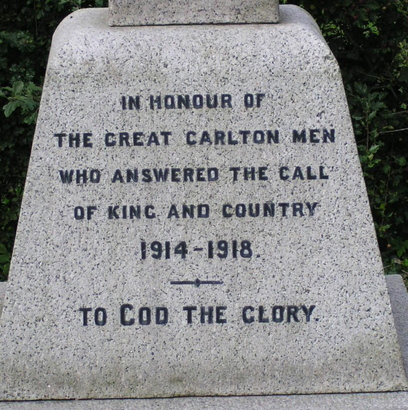 IN HONOUR OF
THE GREAT CARLTON MEN
WHO ANSWERED THE CALL
OF KING AND COUNTRY
1914-1918.
TO GOD THE GLORY.